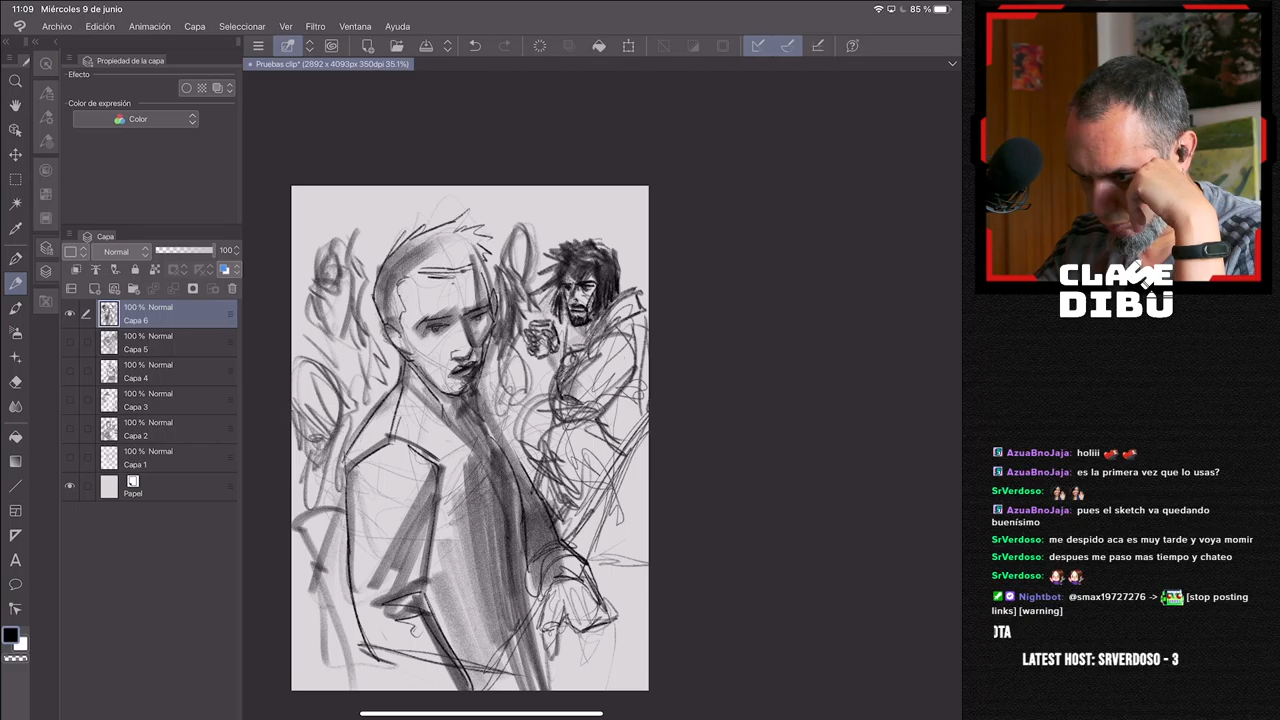 11:09 Miércoles 9 de junio
85 %
Archivo Edición Animación Capa Seleccionar Ver Filtro Ventana Ayuda
Pruebas clip* (2892 x 4093px 350dpi 35.1%)
Propiedad de la capa
Efecto
Color de expresión
Color
Capa
Normal 100
100 % Normal
Capa 6
100 % Normal
Capa 5
100 % Normal
Capa 4
100 % Normal
Capa 3
100 % Normal
Capa 2
100 % Normal
Capa 1
Papel
CLASE
DIBU
AzuaBnoJaja: holiii
AzuaBnoJaja: es la primera vez que lo usas?
SrVerdoso:
AzuaBnoJaja: pues el sketch va quedando
buenísimo
SrVerdoso: me despido aca es muy tarde y voya momir
SrVerdoso: despues me paso mas tiempo y chateo
SrVerdoso:
Nightbot: @smax19727276 -> [stop posting
links] [warning]
OTA
LATEST HOST: SRVERDOSO - 3